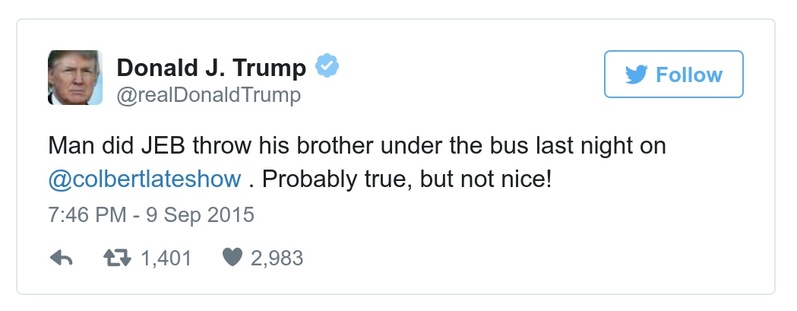 Donald J. Trump
@realDonaldTrump
Follow
Man did JEB throw his brother under the bus last night on
@colbertlateshow . Probably true, but not nice!
7:46 PM - 9 Sep 2015
1,401 2,983